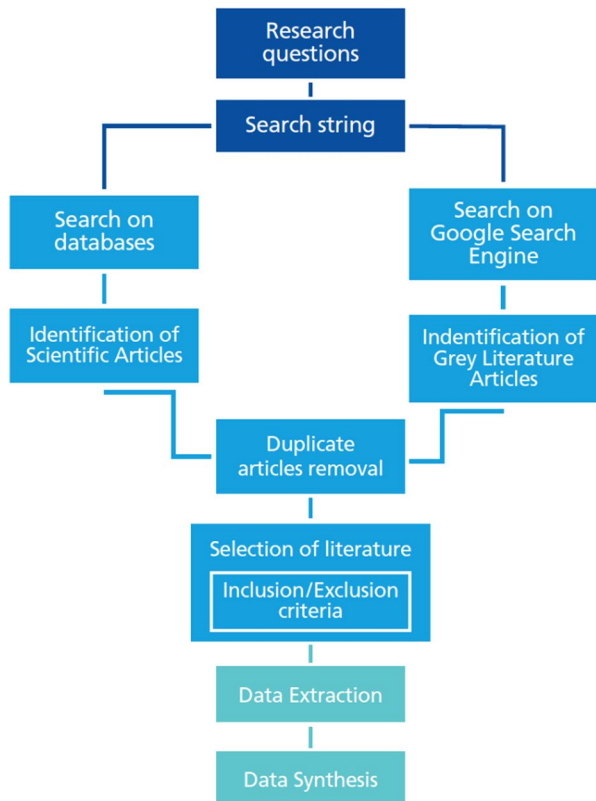 Research
questions
Search string
Search on
databases
Search on
Google Search
Engine
Identification of
Scientific Articles
Indentification of
Grey Literature
Articles
Duplicate
articles removal
Selection of literature
Inclusion/Exclusion
criteria
Data Extraction
Data Synthesis